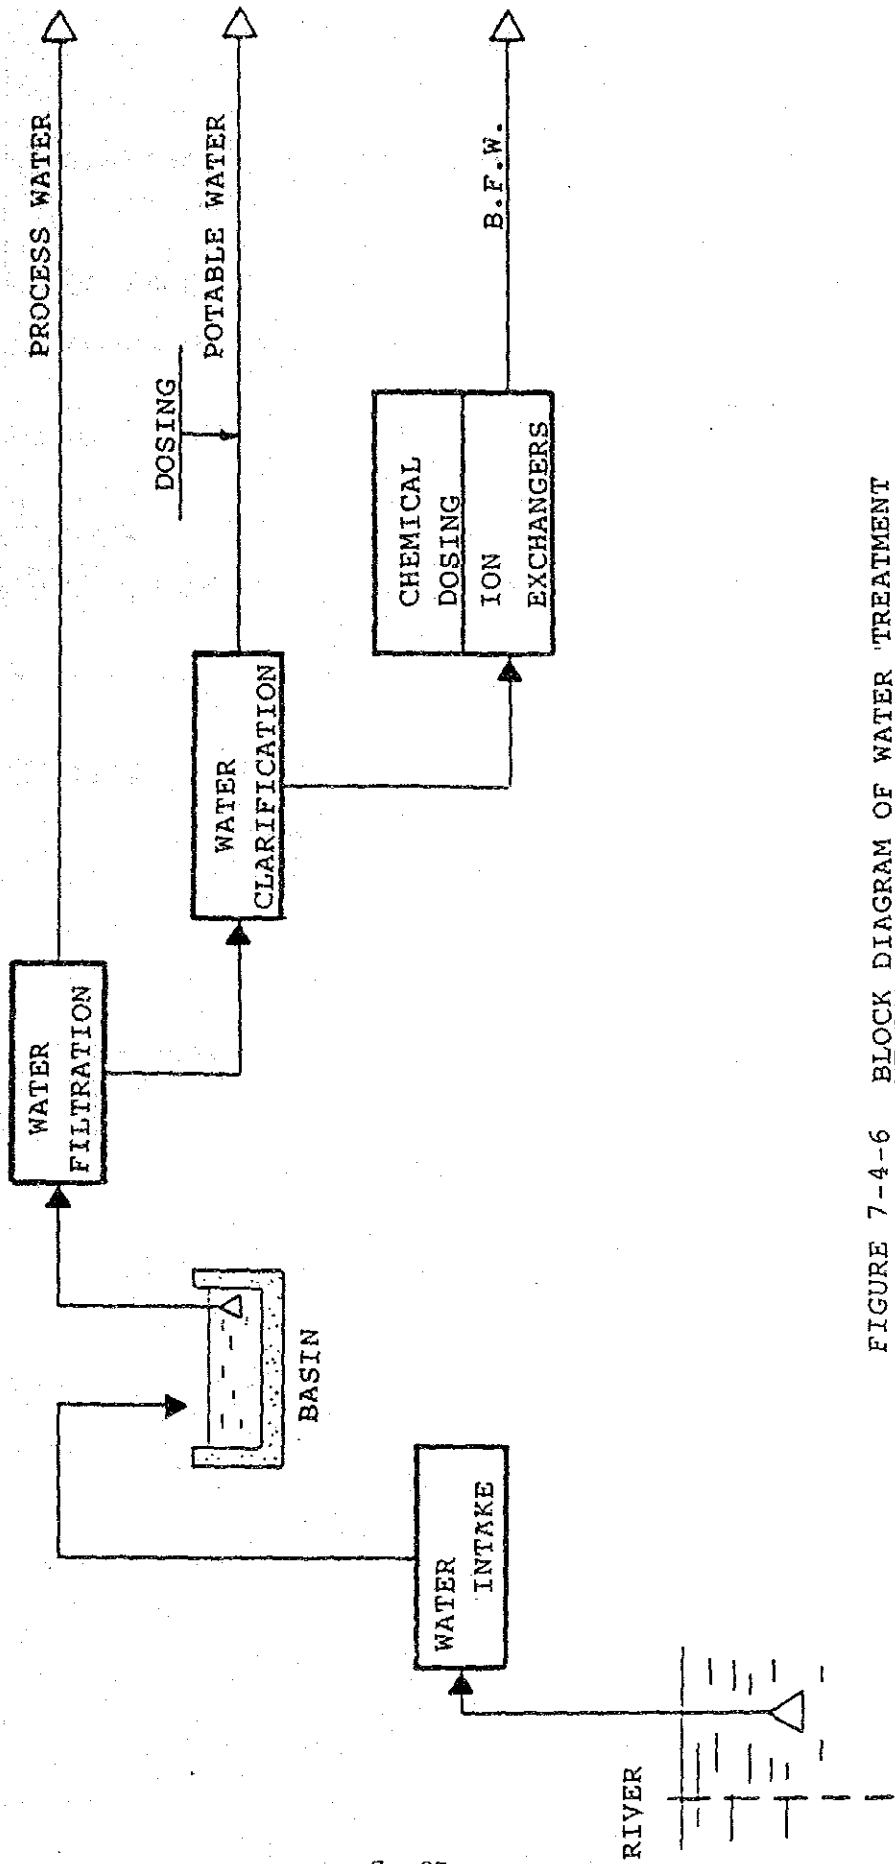 PROCESS WATER
DOSING
POTABLE WATER
WATER
FILTRATION
WATER
CLARIFICATION
CHEMICAL
DOSING
ION
EXCHANGERS
B.F.W.
BASIN
WATER
INTAKE
RIVER
FIGURE 7-4-6 BLOCK DIAGRAM OF WATER TREATMENT